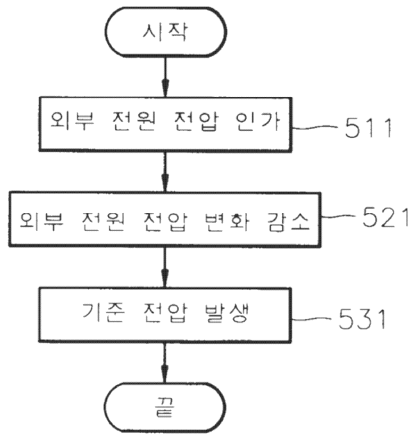 시작
외부 전원 전압 인가
511
외부 전원 전압 변화 감소
521
기준 전압 발생
531
끝